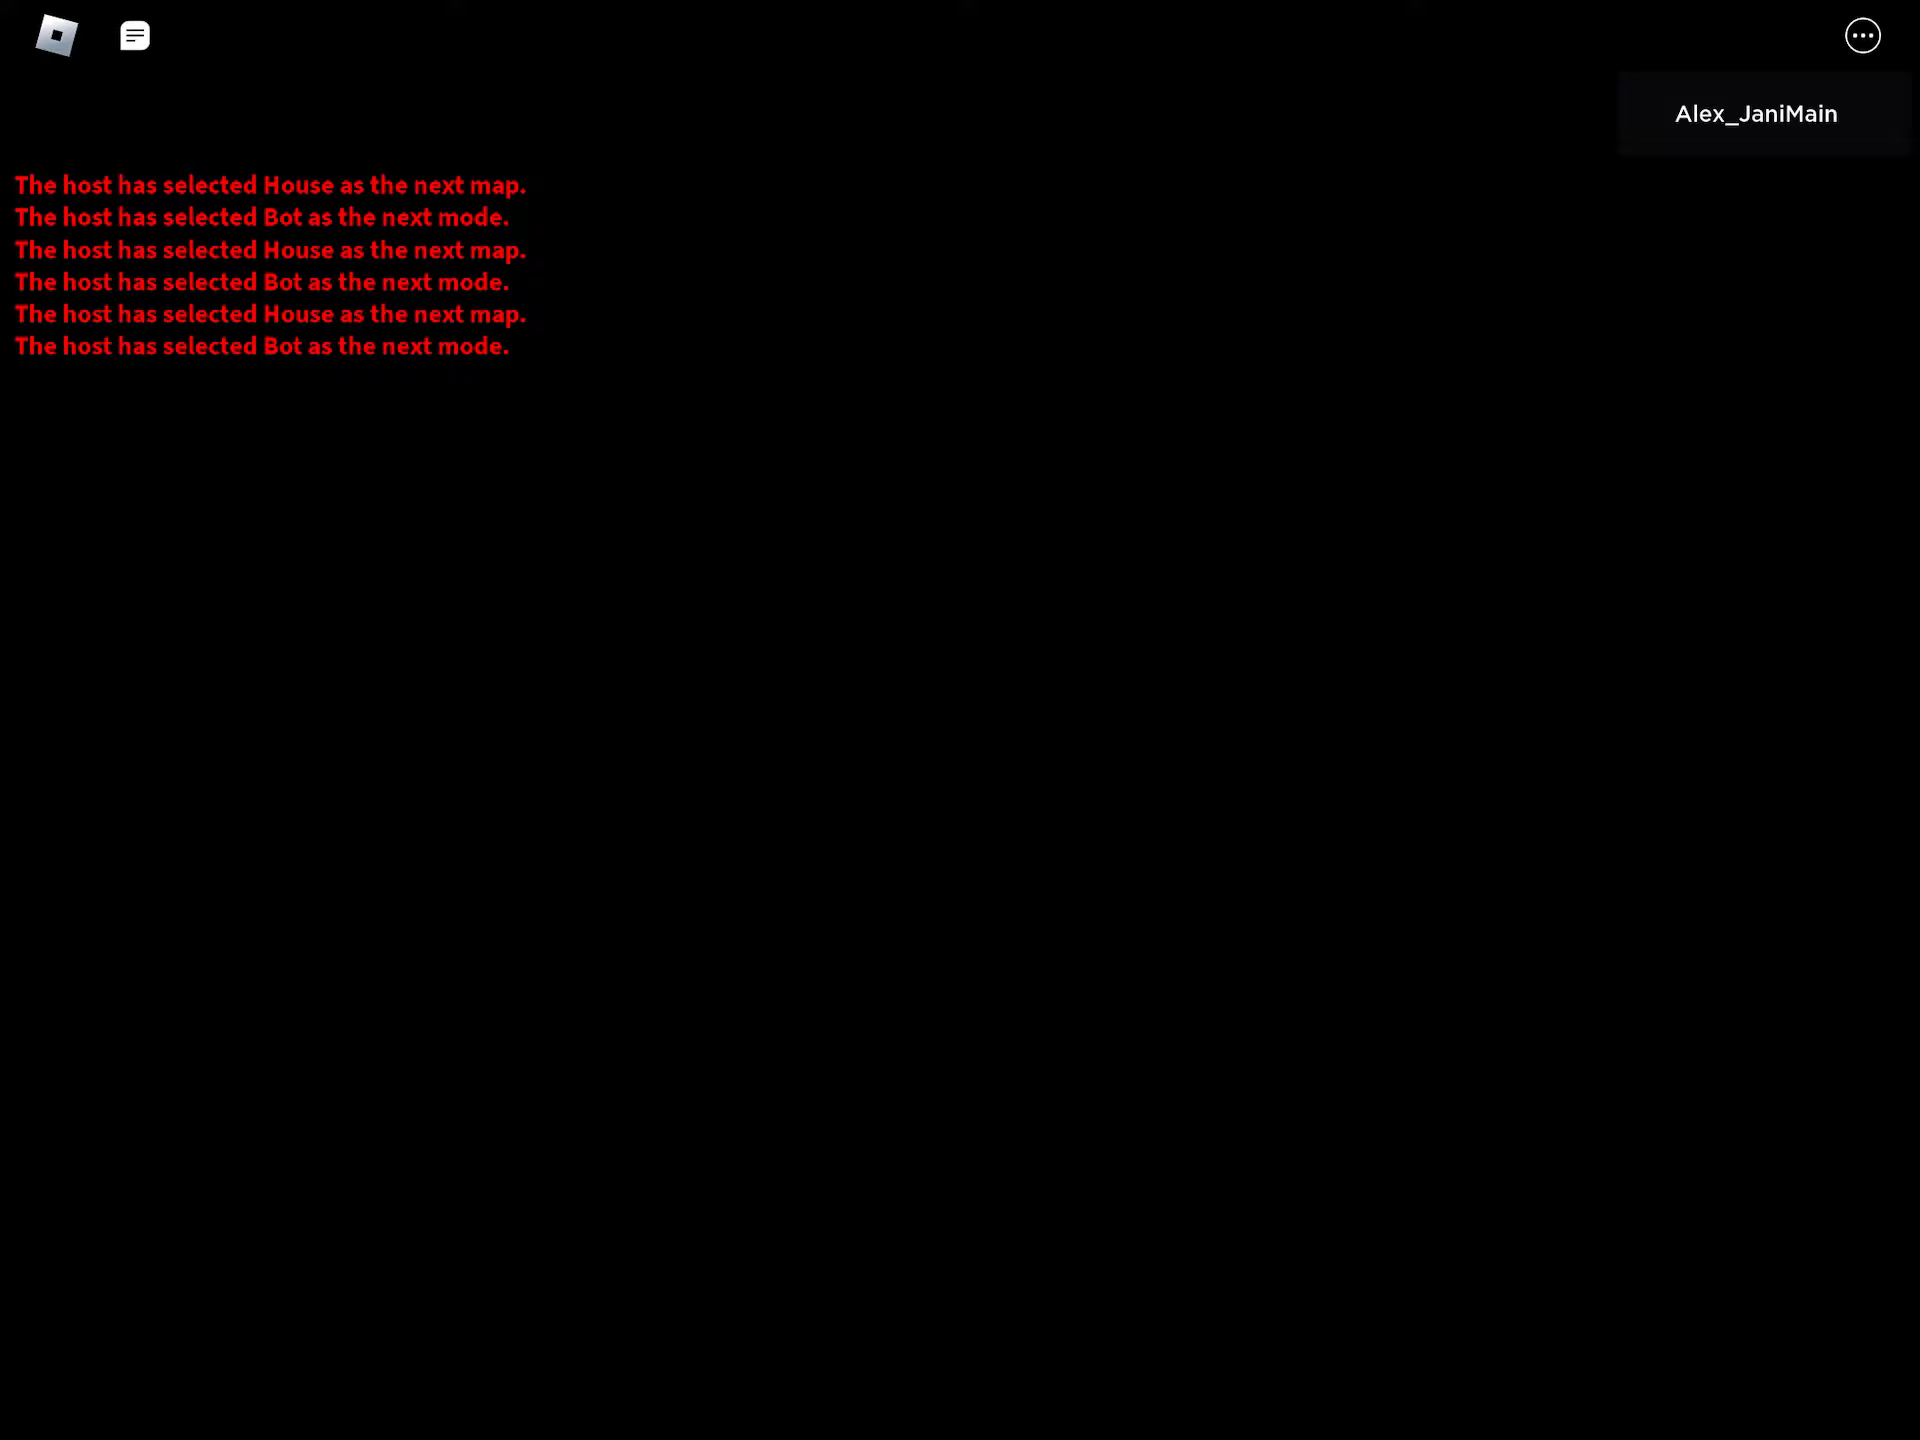 Alex_JaniMain
The host has selected House as the next map.
The host has selected Bot as the next mode.
The host has selected House as the next map.
The host has selected Bot as the next mode.
The host has selected House as the next map.
The host has selected Bot as the next mode.